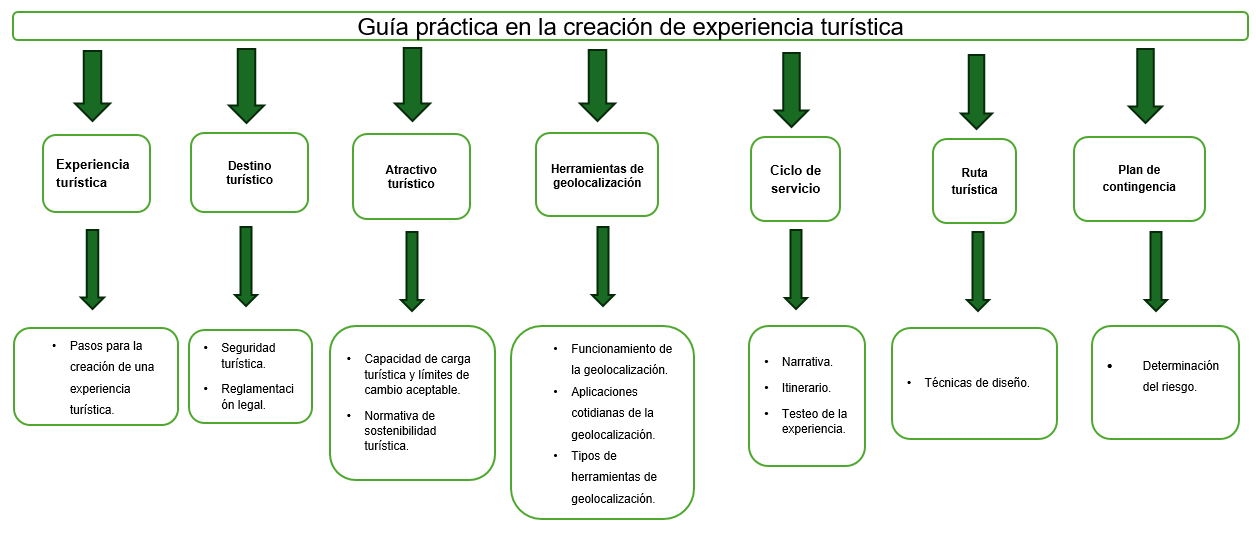 Guía práctica en la creación de experiencia turística
Experiencia
turística
Destino
turístico
Atractivo
turístico
Herramientas de
geolocalización
Ciclo de
servicio
Ruta
turística
Plan de
contingencia
• Pasos para la
creación de una
experiencia
turística.
• Seguridad
turística.
• Reglamentaci
ón legal.
• Capacidad de carga
turística y límites de
cambio aceptable.
• Normativa de
sostenibilidad
turística.
• Funcionamiento de
la geolocalización.
• Aplicaciones
cotidianas de la
geolocalización.
• Tipos de
herramientas de
geolocalización.
• Narrativa.
• Itinerario.
• Testeo de la
experiencia.
• Técnicas de diseño.
• Determinación
del riesgo.